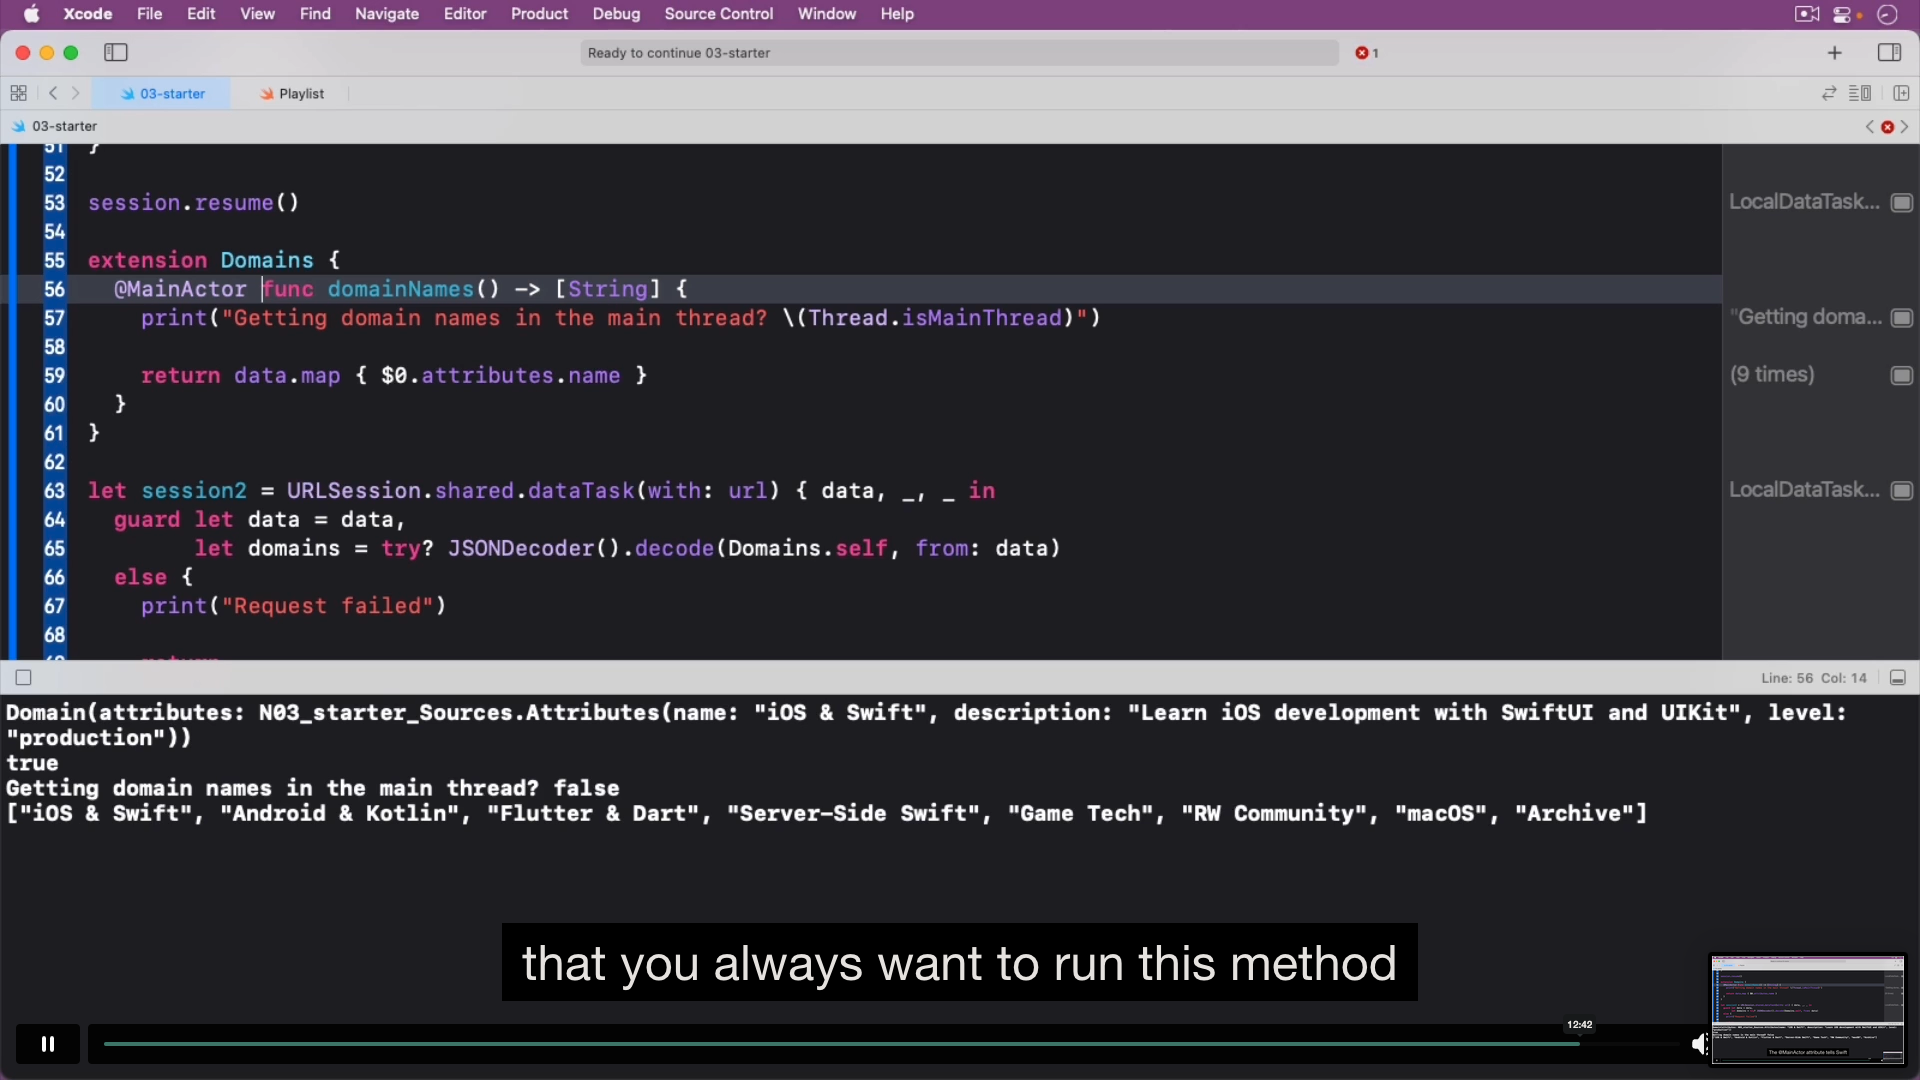 Xcode File Edit View Find Navigate Editor Product Debug Source Control Window Help
Ready to continue 03-starter 1
03-starter Playlist
03-starter
51 }
52
53 session.resume() LocalDataTask...
54
55 extension Domains {
56 @MainActor func domainNames() -> [String] {
57 print("Getting domain names in the main thread? \(Thread.isMainThread)") "Getting doma...
58
59 return data.map { $0.attributes.name } (9 times)
60 }
61 }
62
63 let session2 = URLSession.shared.dataTask(with: url) { data, _, _ in LocalDataTask...
64 guard let data = data,
65 let domains = try? JSONDecoder().decode(Domains.self, from: data)
66 else {
67 print("Request failed")
68
69 return
Line: 56 Col: 14
Domain(attributes: N03_starter_Sources.Attributes(name: "iOS & Swift", description: "Learn iOS development with SwiftUI and UIKit", level:
"production"))
true
Getting domain names in the main thread? false
["iOS & Swift", "Android & Kotlin", "Flutter & Dart", "Server-Side Swift", "Game Tech", "RW Community", "macOS", "Archive"]
that you always want to run this method
12:42
The @MainActor attribute tells Swift